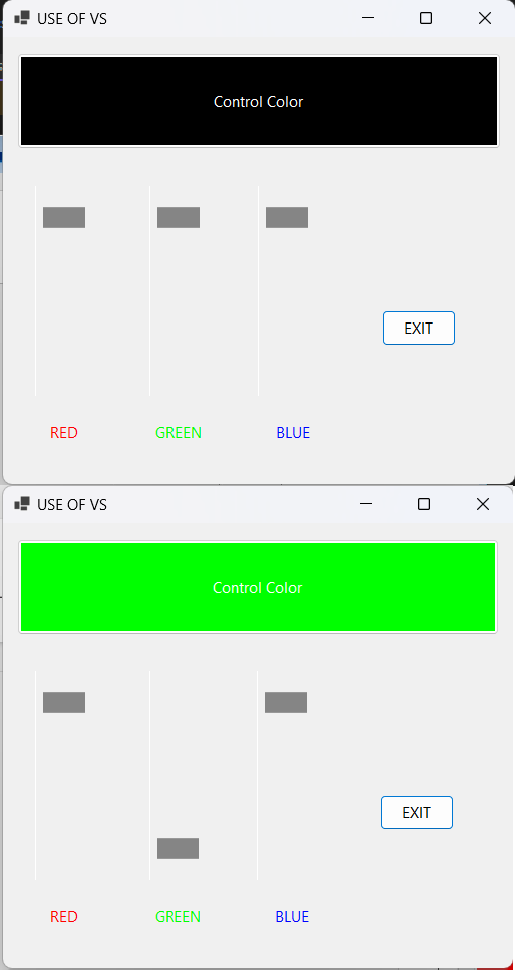 USE OF VS
Control Color
EXIT
RED GREEN BLUE
USE OF VS
Control Color
EXIT
RED GREEN BLUE